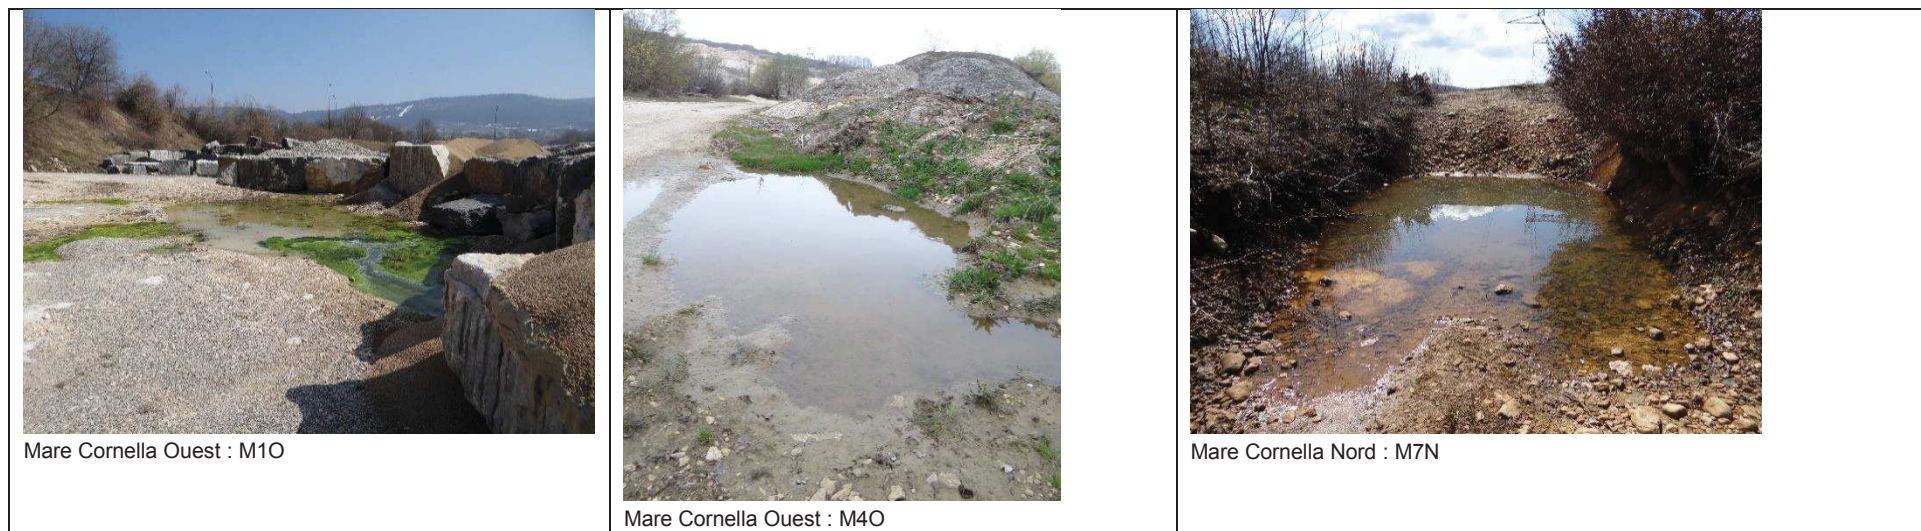 Mare Cornella Ouest : M1O
Mare Cornella Ouest : M4O
Mare Cornella Nord : M7N